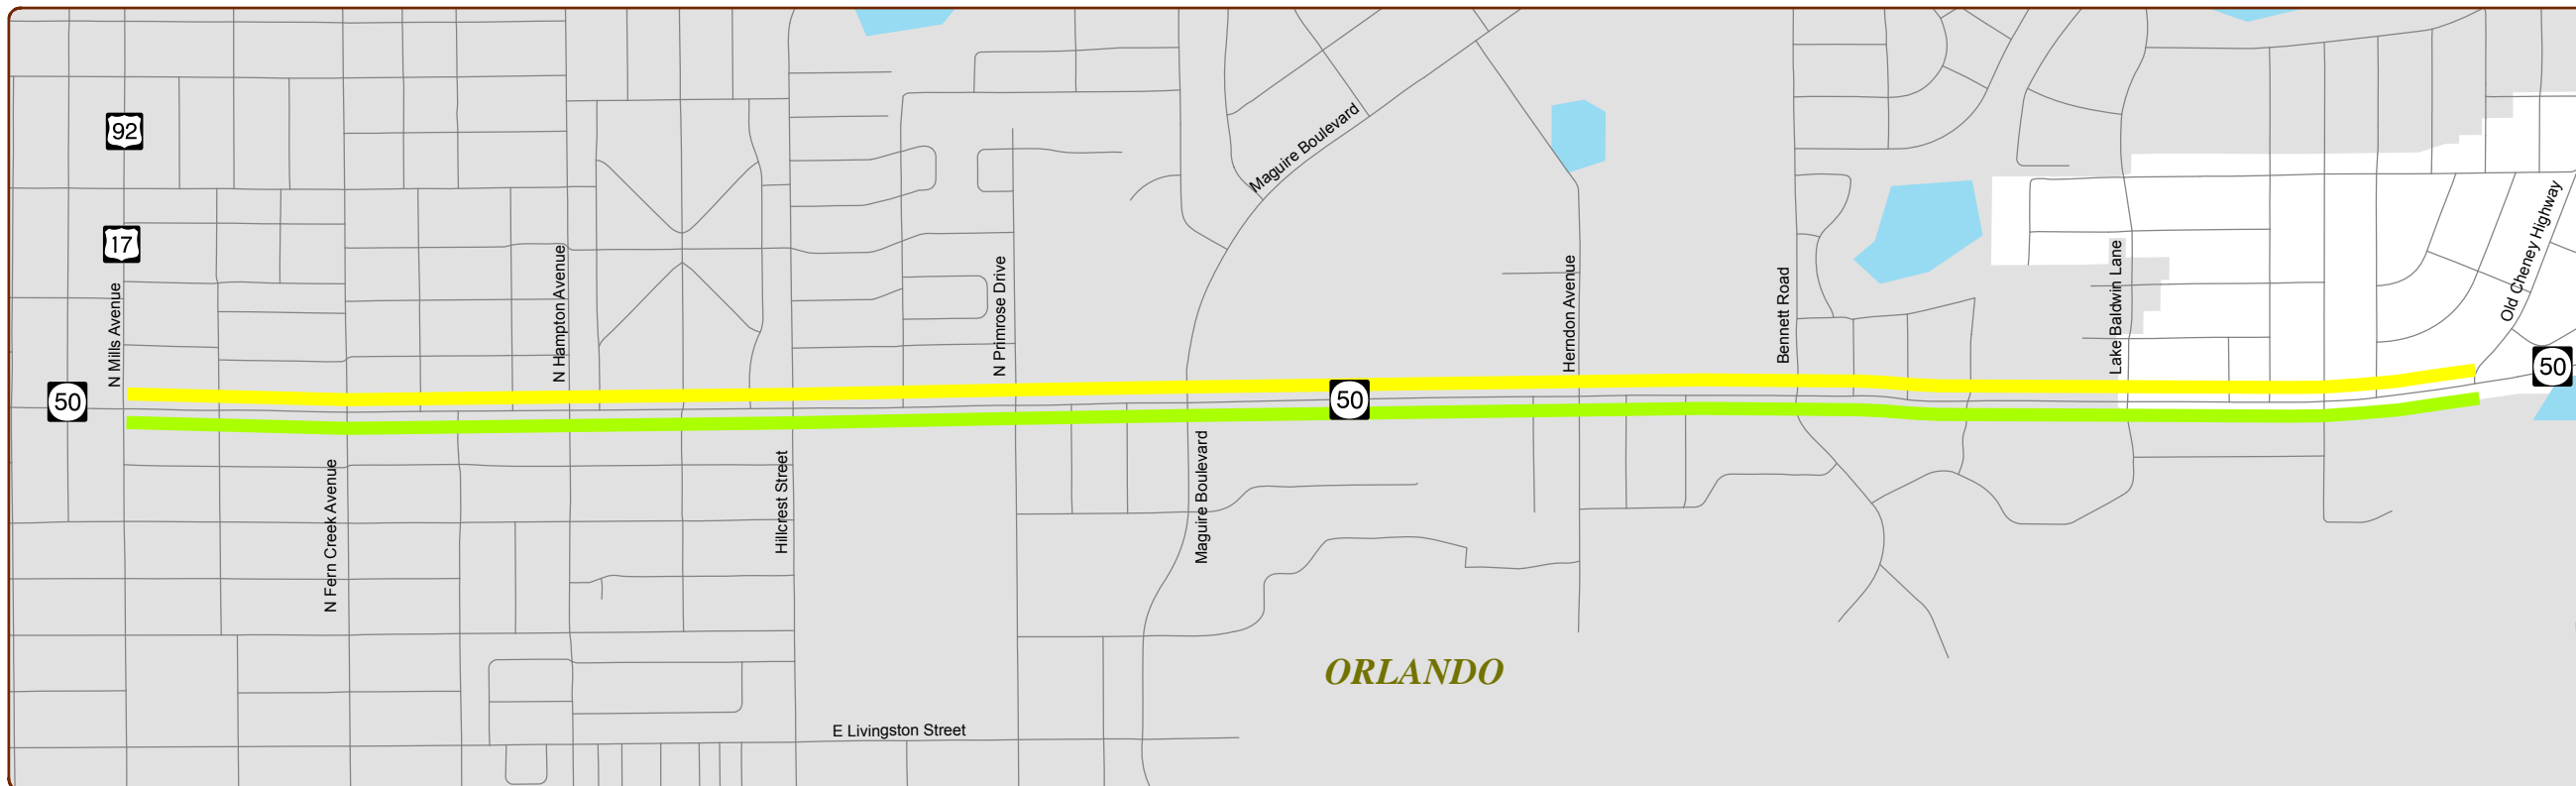 92
17
N Mills Avenue
50
N Fern Creek Avenue
N Hampton Avenue
Hillcrest Street
N Primrose Drive
Maguire Boulevard
Maguire Boulevard
50
Herndon Avenue
Bennett Road
Lake Baldwin Lane
Old Cheney Highway
50
ORLANDO
E Livingston Street